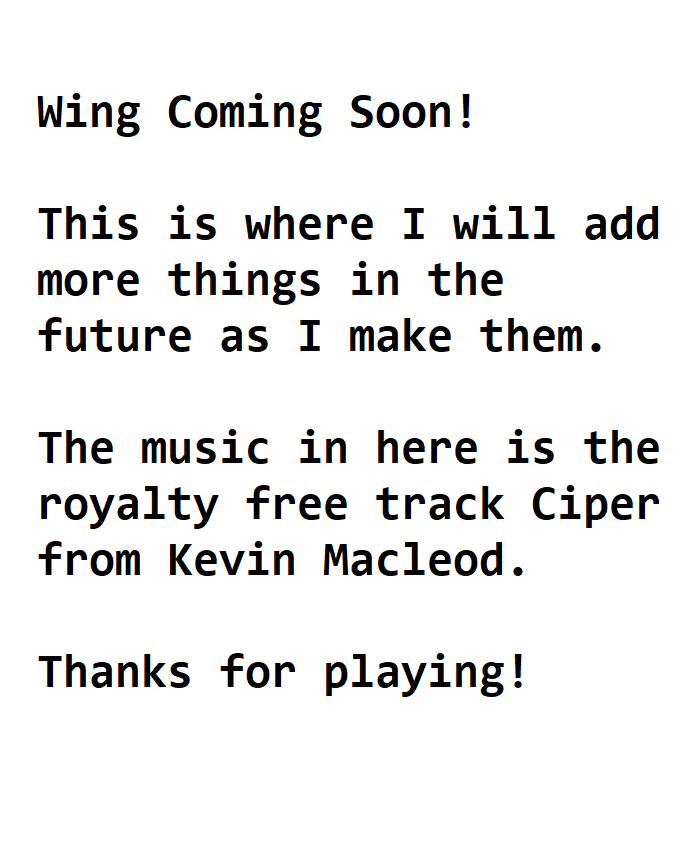 Wing Coming Soon!
This is where I will add
more things in the
future as I make them.
The music in here is the
royalty free track Ciper
from Kevin Macleod.
Thanks for playing!